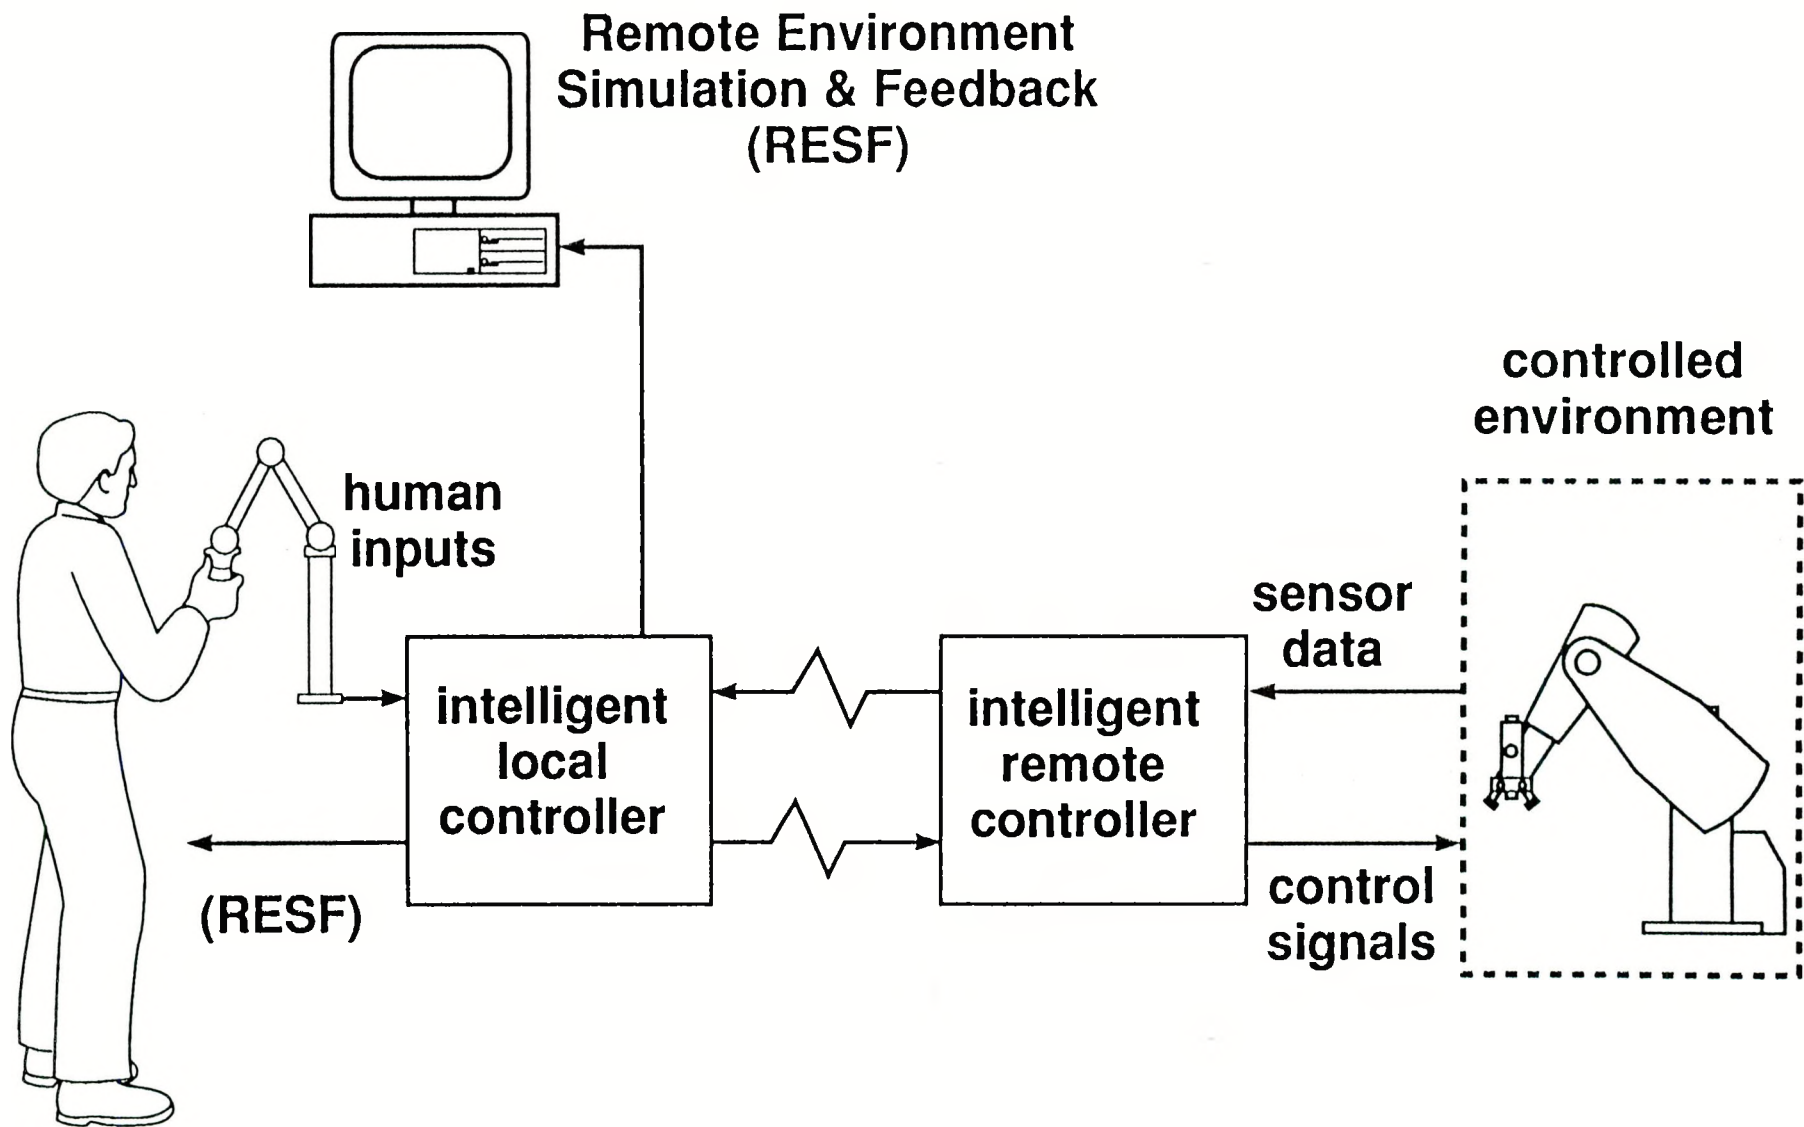 Remote Environment
Simulation & Feedback
(RESF)
controlled
environment
human
inputs
sensor
data
intelligent
local
controller
intelligent
remote
controller
(RESF)
control
signals